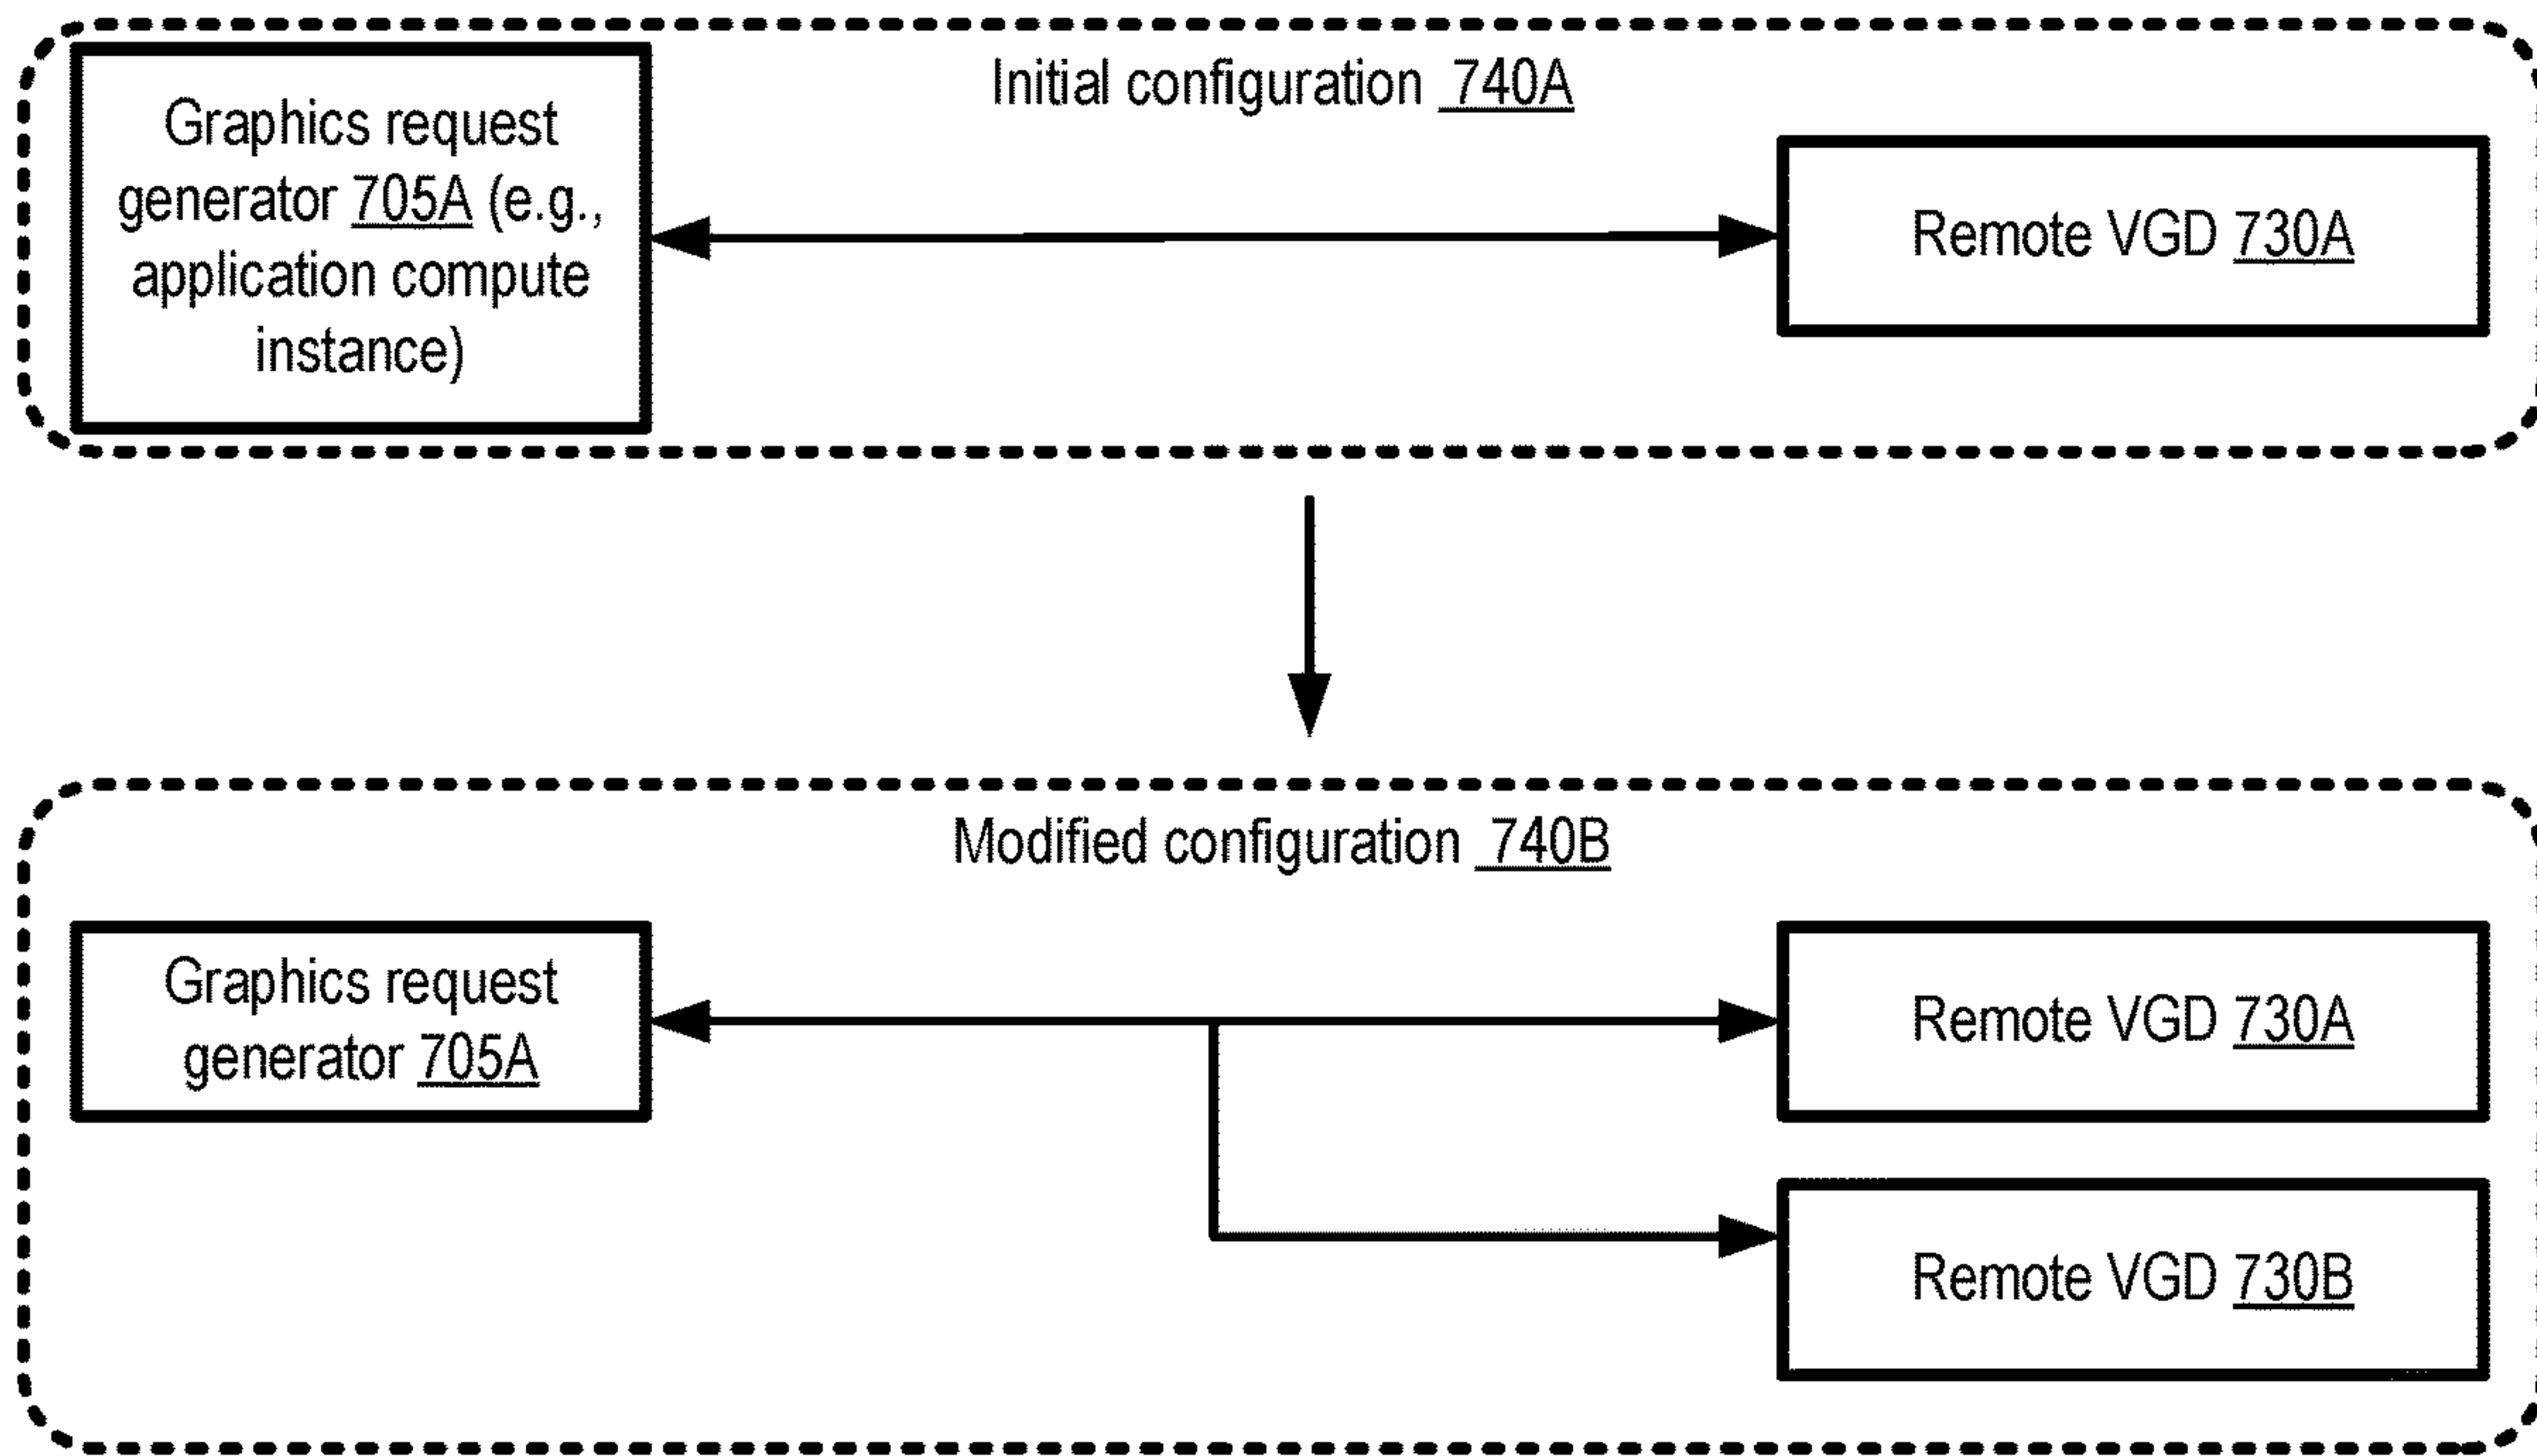 Initial configuration 740A
Graphics request
generator 705A (e.g.,
application compute
instance)
Remote VGD 730A
Modified configuration 740B
Graphics request
generator 705A
Remote VGD 730A
Remote VGD 730B